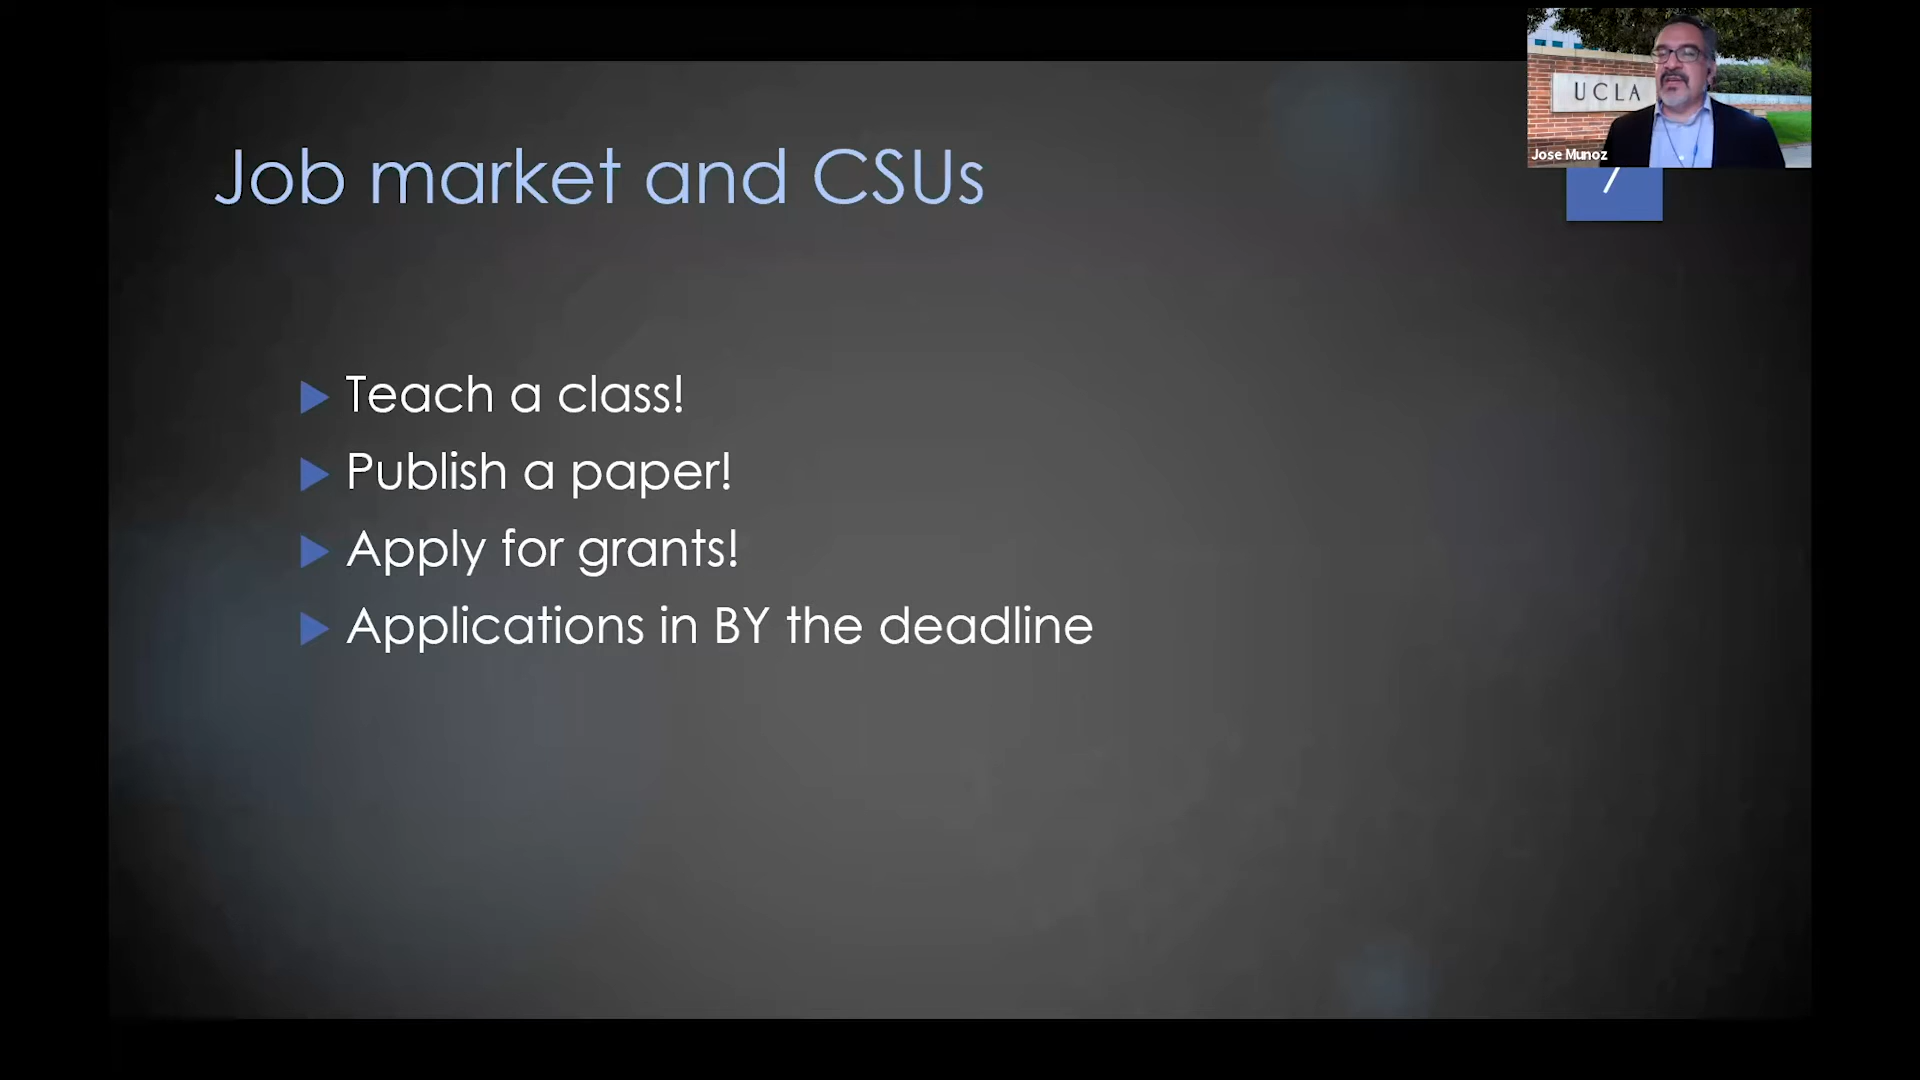 UCLA
Jose Munoz
Job market and CSUs
7
Teach a class!
Publish a paper!
Apply for grants!
Applications in BY the deadline